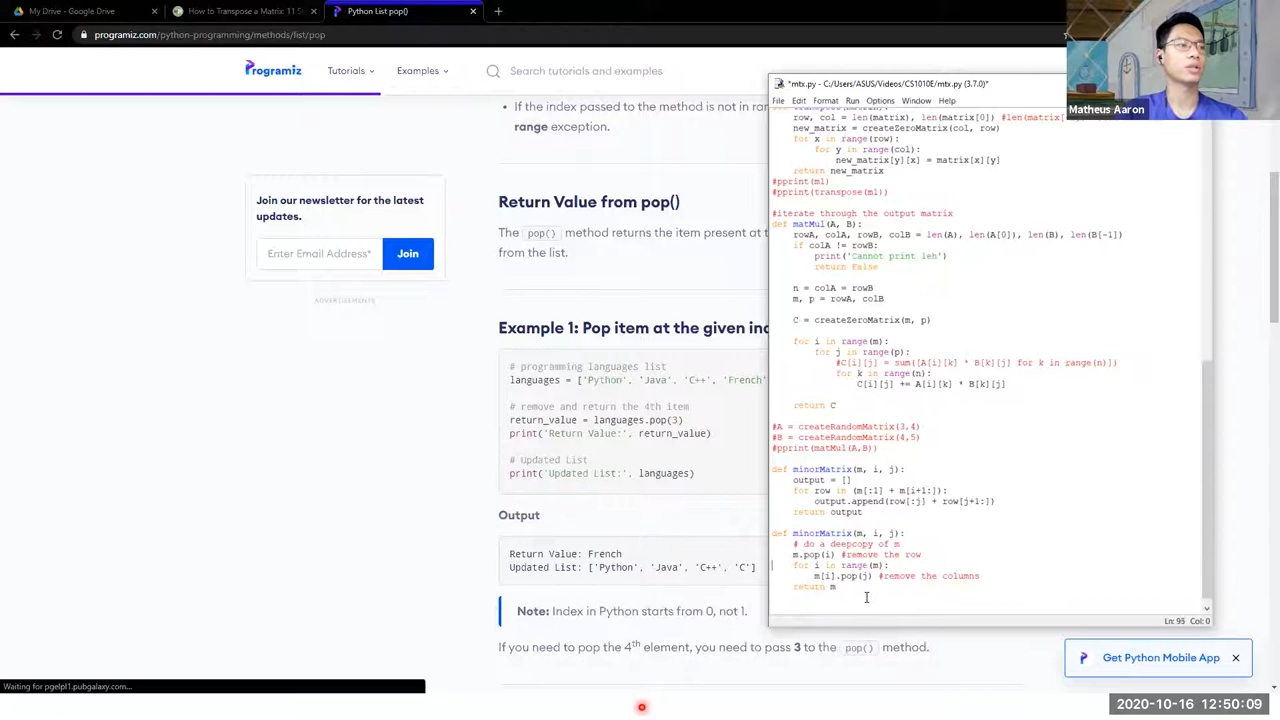 My Drive - Google Drive
How to Transpose a Matrix: 11 S
Python List pop()
programiz.com/python-programming/methods/list/pop
Programiz
Tutorials
Examples
Search tutorials and examples
If the index passed to the method is not in ran
range exception.
Join our newsletter for the latest
updates.
Enter Email Address*
Join
ADVERTISEMENTS
Return Value from pop()
The pop() method returns the item present at t
from the list.
Example 1: Pop item at the given in
# programming languages list
languages = ['Python', 'Java', 'C++', 'French'
# remove and return the 4th item
return_value = languages.pop(3)
print('Return Value:', return_value)
# Updated List
print('Updated List:', languages)
Output
Return Value: French
Updated List: ['Python', 'Java', 'C++', 'C']
Note: Index in Python starts from 0, not 1.
If you need to pop the 4th element, you need to pass 3 to the pop() method.
Waiting for pgelpl1.pubgalaxy.com...
*mtx.py - C:/Users/ASUS/Videos/CS1010E/mtx.py (3.7.0)*
File Edit Format Run Options Window Help
row, col = len(matrix), len(matrix[0]) #len(matrix[
new_matrix = createZeroMatrix(col, row)
for x in range(row):
for y in range(col):
new_matrix[y][x] = matrix[x][y]
return new_matrix
#pprint(m1)
#pprint(transpose(m1))
#iterate through the output matrix
def matMul(A, B):
rowA, colA, rowB, colB = len(A), len(A[0]), len(B), len(B[-1])
if colA != rowB:
print('Cannot print leh')
return False
n = colA = rowB
m, p = rowA, colB
C = createZeroMatrix(m, p)
for i in range(m):
for j in range(p):
#C[i][j] = sum([A[i][k] * B[k][j] for k in range(n)])
for k in range(n):
C[i][j] += A[i][k] * B[k][j]
return C
#A = createRandomMatrix(3,4)
#B = createRandomMatrix(4,5)
#pprint(matMul(A,B))
def minorMatrix(m, i, j):
output = []
for row in (m[:1] + m[i+1:]):
output.append(row[:j] + row[j+1:])
return output
def minorMatrix(m, i, j):
# do a deepcopy of m
m.pop(i) #remove the row
for i in range(m):
m[i].pop(j) #remove the columns
return m
Ln: 95 Col: 0
Matheus Aaron
Get Python Mobile App
2020-10-16 12:50:09